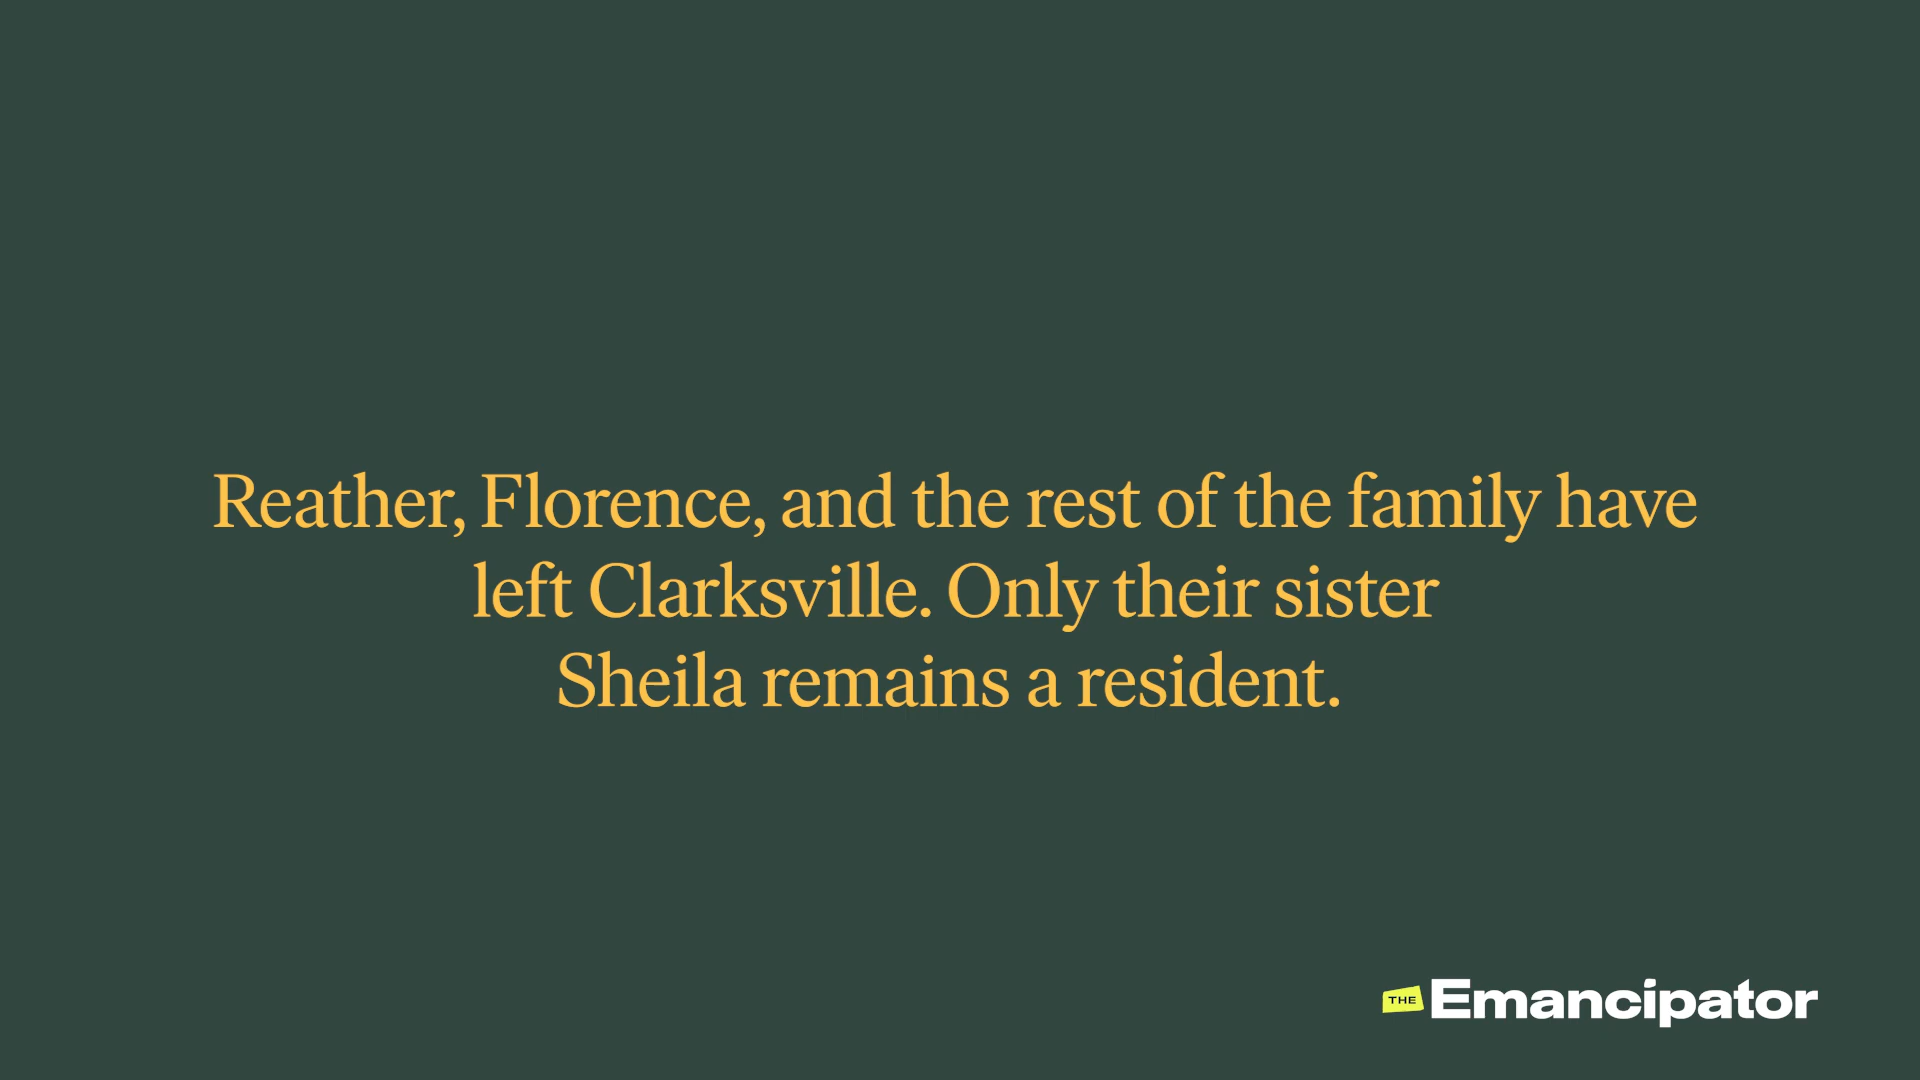 Reather, Florence, and the rest of the family have
left Clarksville. Only their sister
Sheila remains a resident.
THE Emancipator